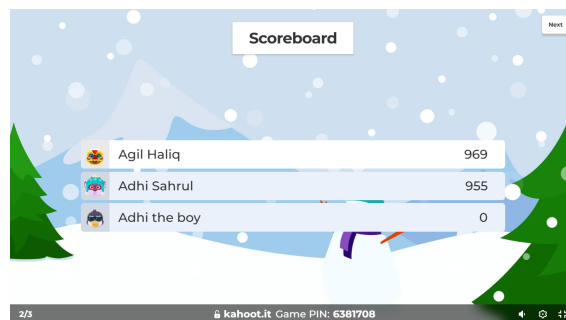 Scoreboard
Next
Agil Haliq 969
Adhi Sahrul 955
Adhi the boy 0
2/3
kahoot.it Game PIN: 6381708